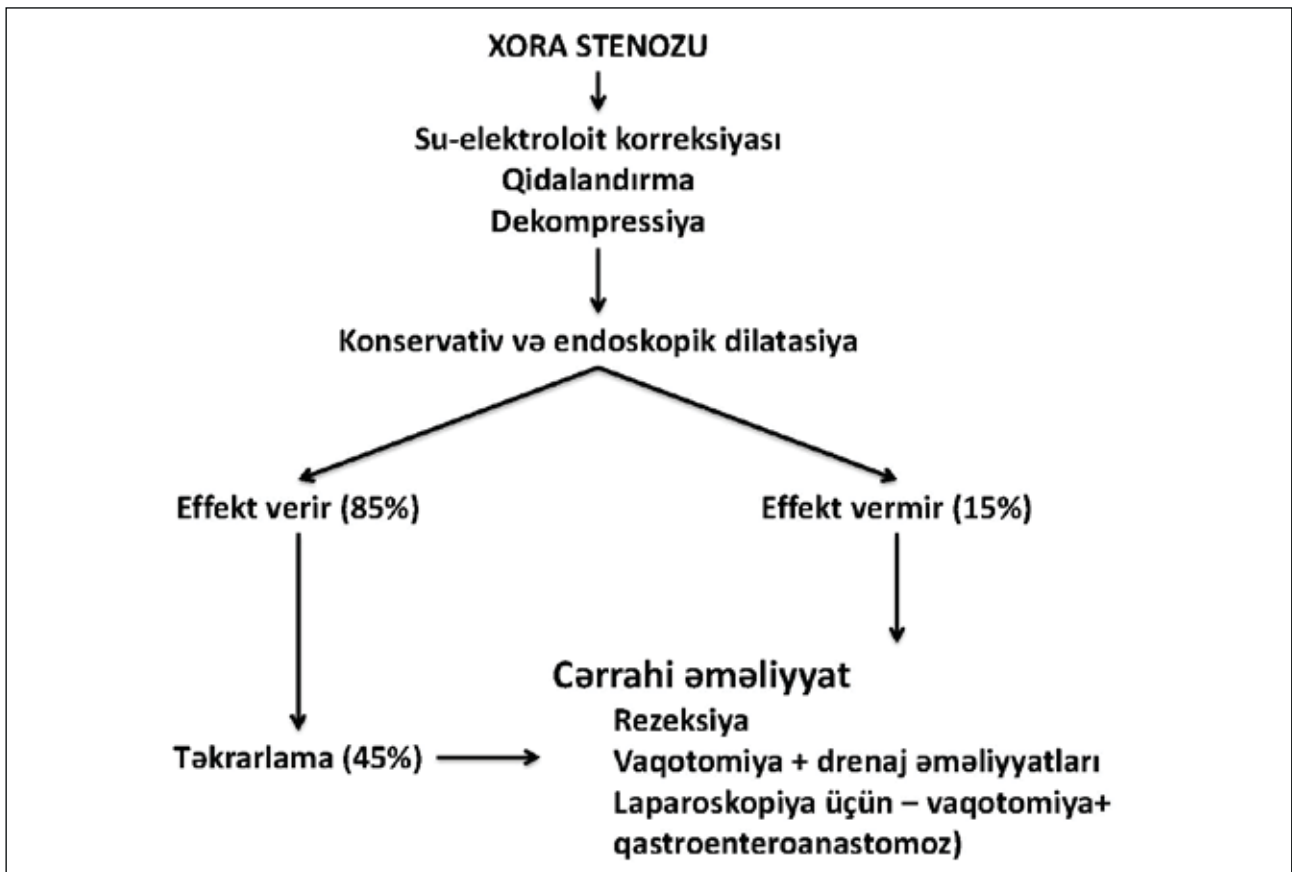 XORA STENOZU
Su-elektroloit korreksiyası
Qidalandırma
Dekompressiya
Konservativ və endoskopik dilatasiya
Effekt verir (85%)
Effekt vermir (15%)
Cərrahi əməliyyat
Rezeksiya
Təkrarlama (45%)
Vaqotomiya + drenaj əməliyyatları
Laparoskopiya üçün – vaqotomiya+
qastroenteroanastomoz)